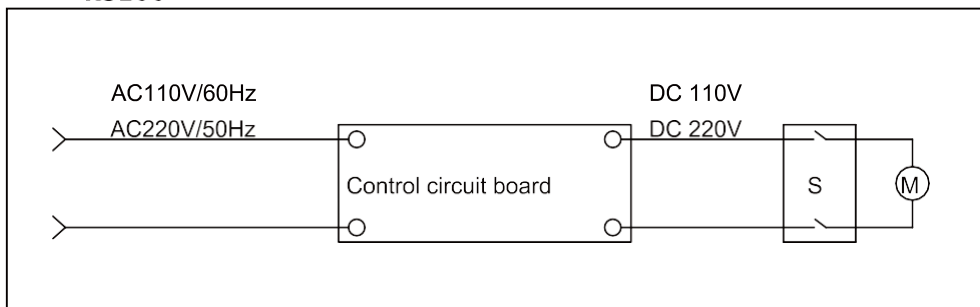 AC110V/60Hz
AC220V/50Hz
DC 110V
DC 220V
Control circuit board
S
M